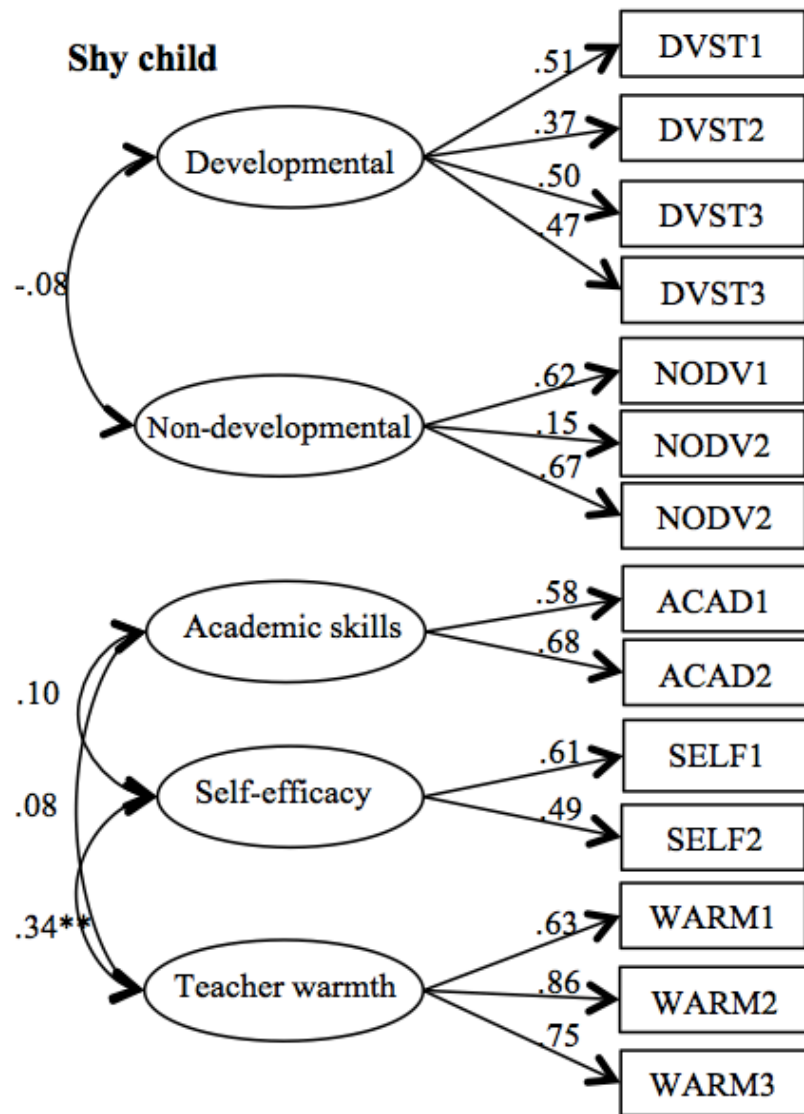 Shy child
DVST1
.51
DVST2
.37
Developmental
.50
DVST3
.47
DVST3
-.08
NODV1
.62
Non-developmental
.15
NODV2
.67
NODV2
.58
ACAD1
Academic skills
.68
ACAD2
.10
.61
SELF1
Self-efficacy
.08
.49
SELF2
.34**
.63
WARM1
Teacher warmth
.86
WARM2
.75
WARM3